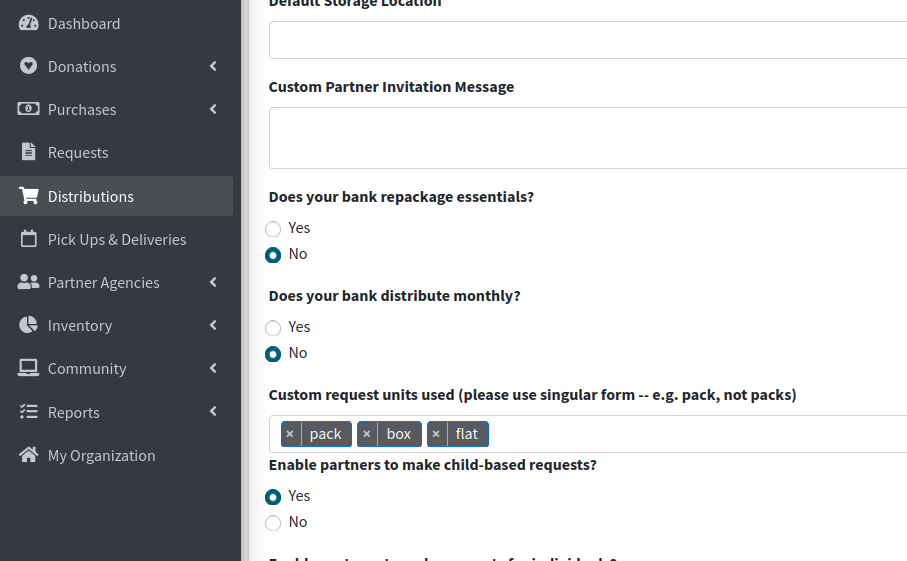 Default Storage Location
Dashboard
Donations
Purchases
Requests
Distributions
Pick Ups & Deliveries
Partner Agencies
Inventory
Community
Reports
My Organization
Custom Partner Invitation Message
Does your bank repackage essentials?
Yes
No
Does your bank distribute monthly?
Yes
No
Custom request units used (please use singular form -- e.g. pack, not packs)
× pack × box × flat
Enable partners to make child-based requests?
Yes
No